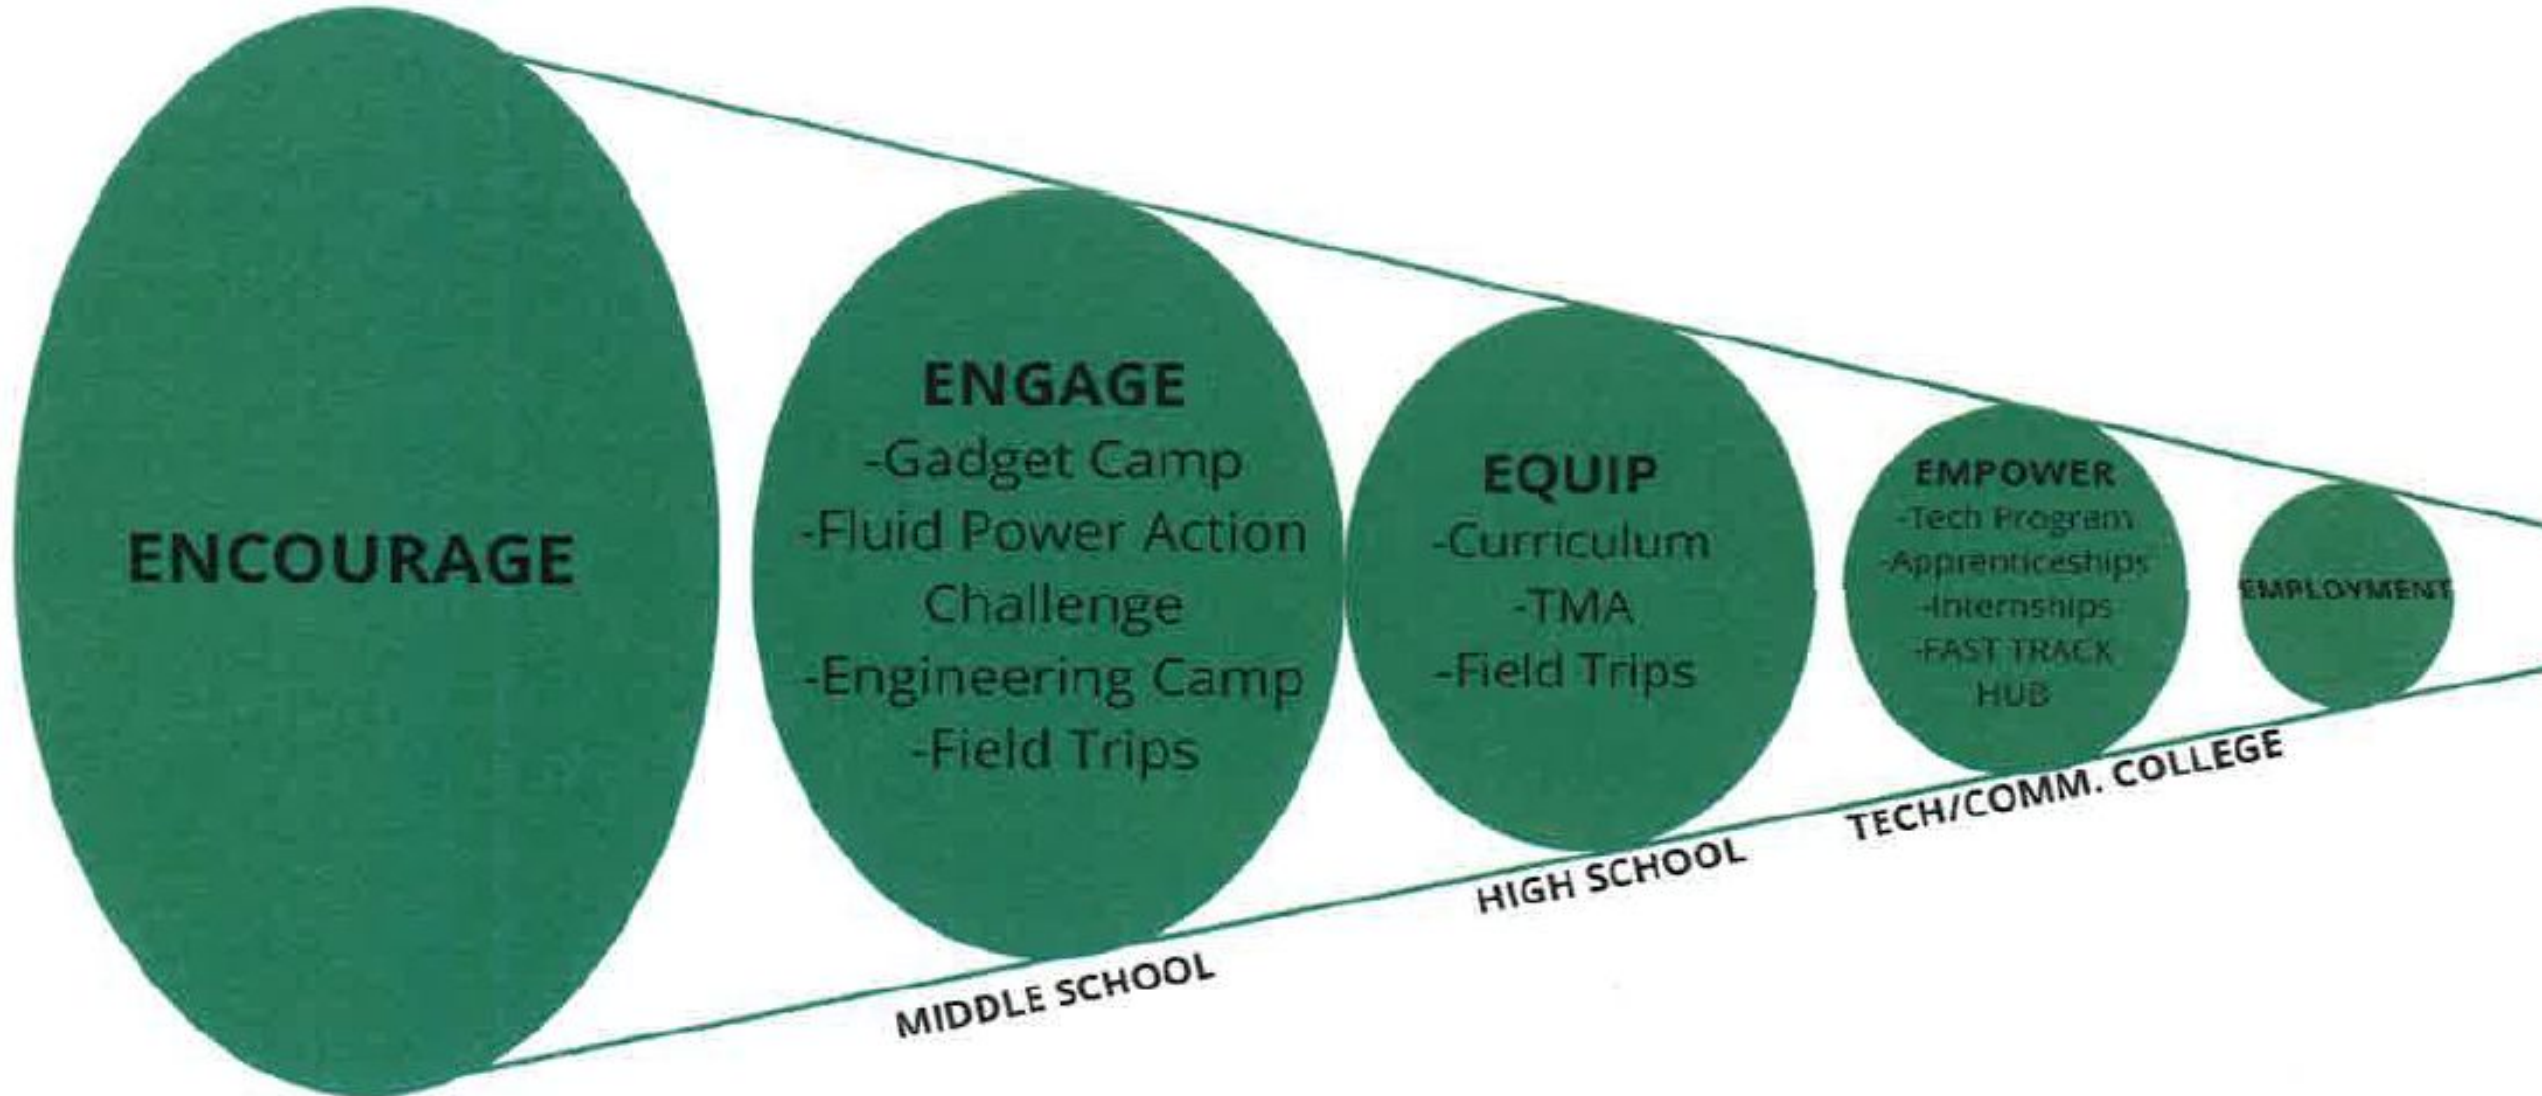 ENCOURAGE
ENGAGE
-Gadget Camp
-Fluid Power Action
Challenge
-Engineering Camp
-Field Trips
MIDDLE SCHOOL
EQUIP
-Curriculum
-TMA
-Field Trips
HIGH SCHOOL
EMPOWER
-Tech Program
-Apprenticeships
-Internships
-FAST TRACK
HUB
TECH/COMM. COLLEGE
EMPLOYMENT